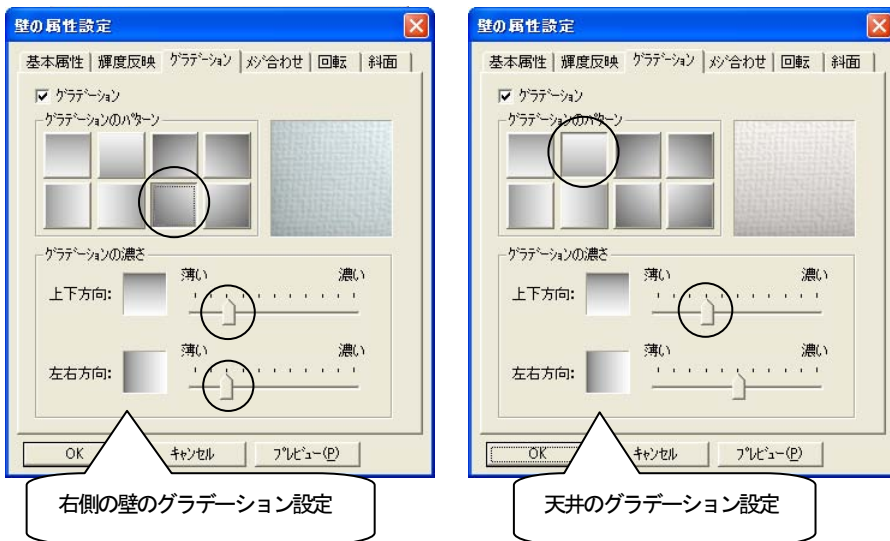 壁の属性設定
基本属性 輝度反映 グラデーション メジ合わせ 回転 斜面
グラデーション
グラデーションのパターン
グラデーションの濃さ
薄い 濃い
上下方向:
薄い 濃い
左右方向:
OK キャンセル プレビュー(P)
右側の壁のグラデーション設定
壁の属性設定
基本属性 輝度反映 グラデーション メジ合わせ 回転 斜面
グラデーション
グラデーションのパターン
グラデーションの濃さ
薄い 濃い
上下方向:
薄い 濃い
左右方向:
OK キャンセル プレビュー(P)
天井のグラデーション設定